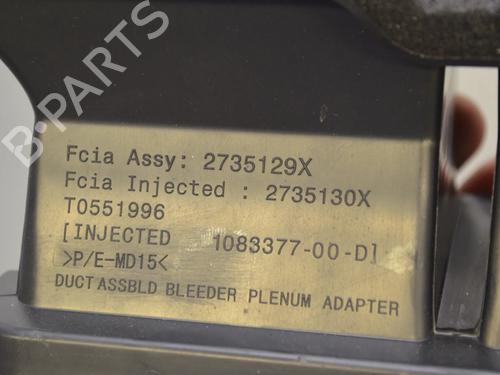 B-PARTS
Fcia Assy: 2735129X
Fcia Injected : 2735130X
T0551996
[INJECTED 1083377-00-D]
>P/E-MD15<
DUCT ASSBLD BLEEDER PLENUM ADAPTER